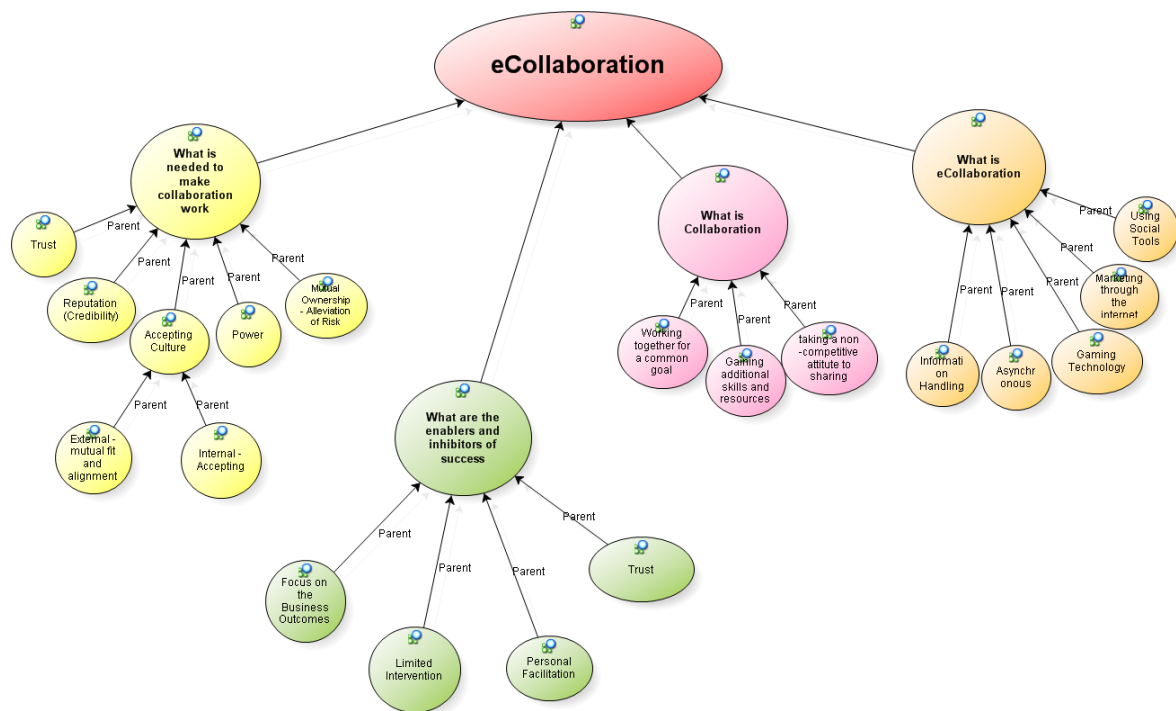 eCollaboration
What is
needed to
make
collaboration
work
Parent
Trust
Parent
Reputation
(Credibility)
Parent
Accepting
Culture
Parent
Power
Parent
Mutual
Ownership
- Alleviation
of Risk
Parent
External -
mutual fit
and
alignment
Parent
Internal -
Accepting
What are the
enablers and
inhibitors of
success
Parent
Focus on
the
Business
Outcomes
Parent
Limited
Intervention
Parent
Personal
Facilitation
Parent
Trust
What is
Collaboration
Parent
Working
together for
a common
goal
Parent
Gaining
additional
skills and
resources
Parent
taking a non
-competitive
attitute to
sharing
What is
eCollaboration
Parent
Informati
on
Handling
Parent
Asynchr
onous
Parent
Gaming
Technology
Parent
Marketing
through
the
internet
Parent
Using
Social
Tools